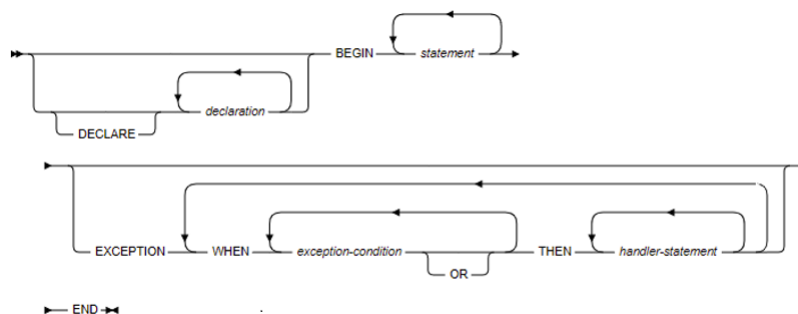 BEGIN statement
declaration
DECLARE
EXCEPTION WHEN exception-condition THEN handler-statement
OR
END